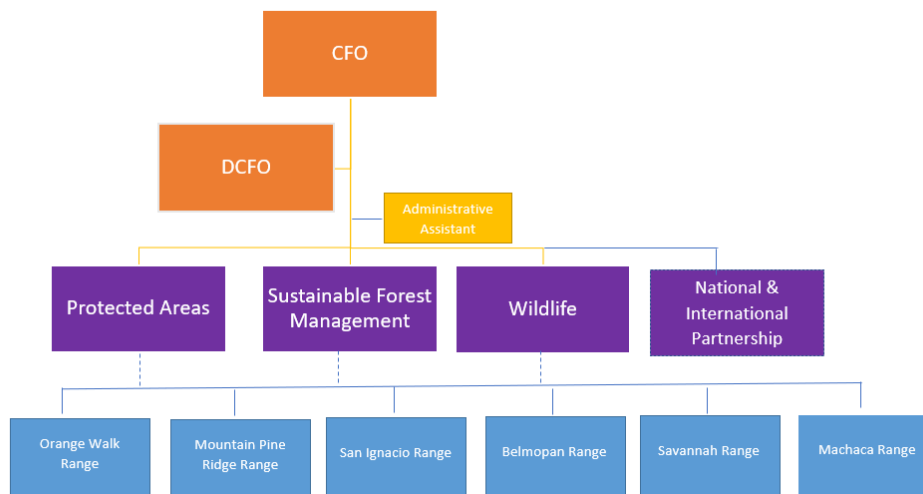 CFO
DCFO
Administrative
Assistant
Protected Areas
Sustainable Forest
Management
Wildlife
National &
International
Partnership
Orange Walk
Range
Mountain Pine
Ridge Range
San Ignacio Range
Belmopan Range
Savannah Range
Machaca Range